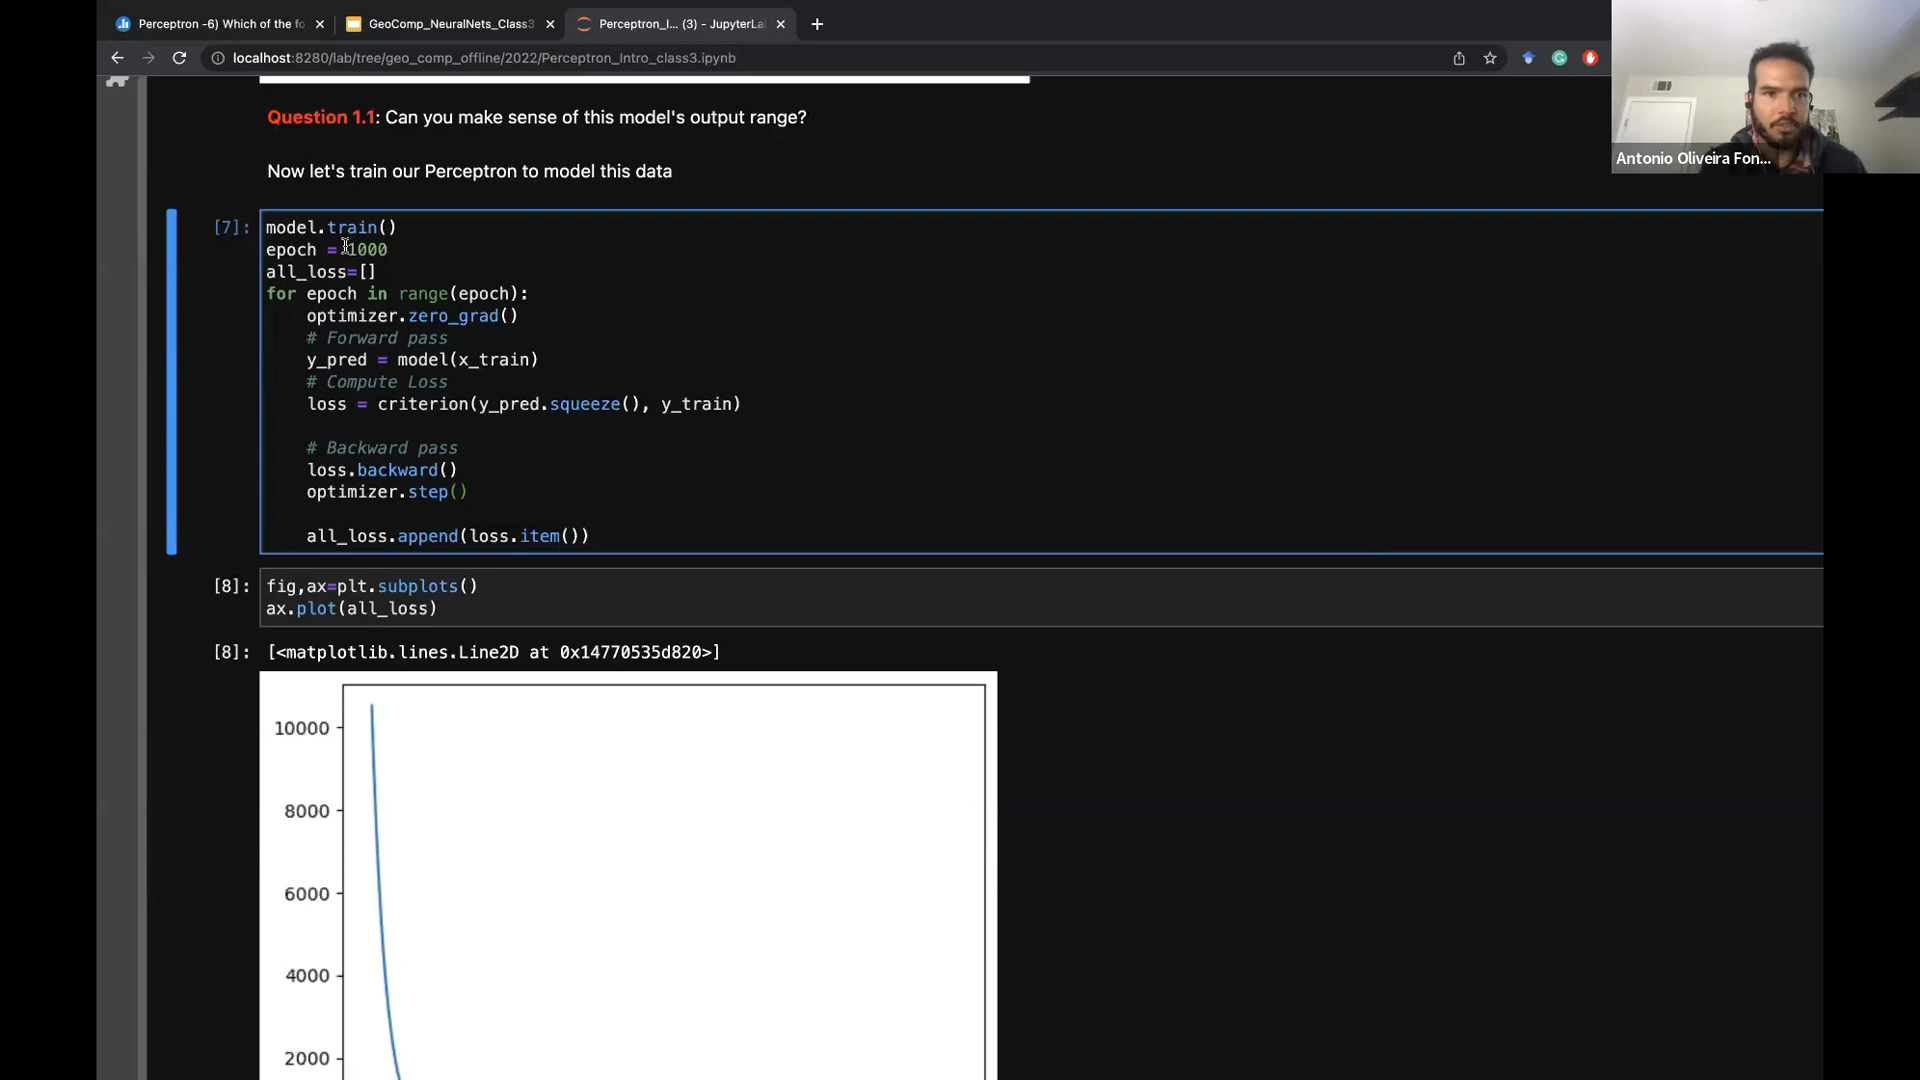 Perceptron -6) Which of the fo
GeoComp_NeuralNets_Class3
Perceptron_I... (3) - JupyterLa
localhost:8280/lab/tree/geo_comp_offline/2022/Perceptron_Intro_class3.ipynb
Antonio Oliveira Fon...
Question 1.1: Can you make sense of this model's output range?
Now let's train our Perceptron to model this data
[7]:
model.train()
epoch = 1000
all_loss=[]
for epoch in range(epoch):
optimizer.zero_grad()
# Forward pass
y_pred = model(x_train)
# Compute Loss
loss = criterion(y_pred.squeeze(), y_train)
# Backward pass
loss.backward()
optimizer.step()
all_loss.append(loss.item())
[8]:
fig,ax=plt.subplots()
ax.plot(all_loss)
[8]:
[<matplotlib.lines.Line2D at 0x14770535d820>]
10000
8000
6000
4000
2000